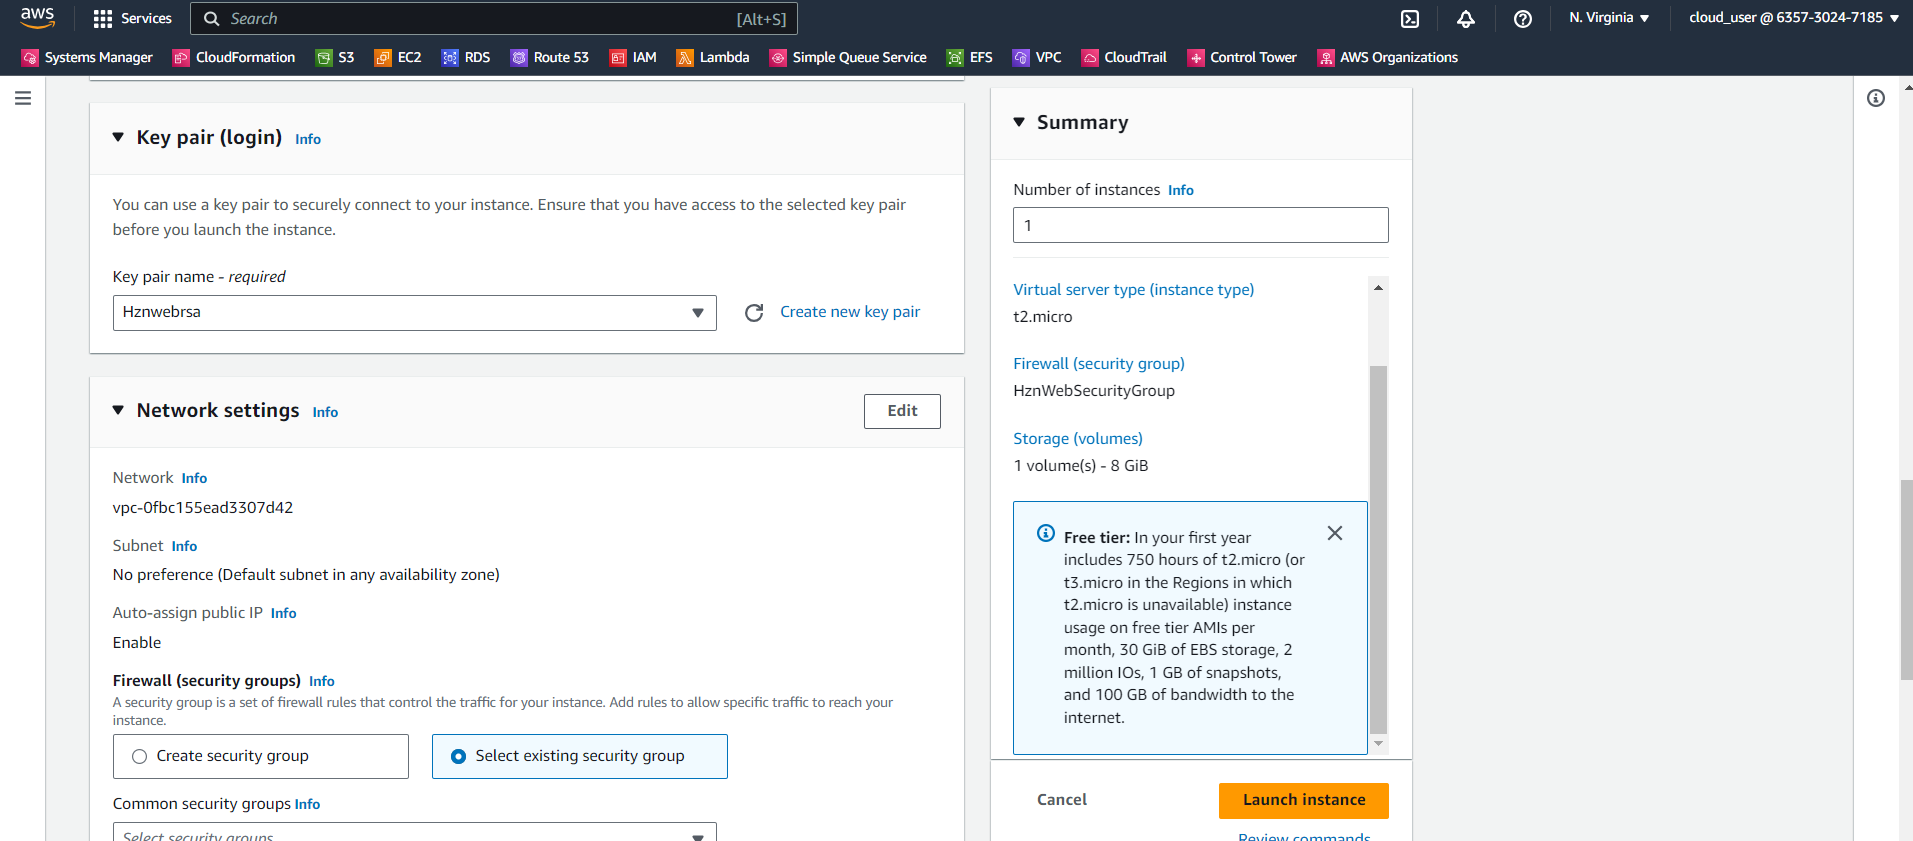 aws
Services
Search
[Alt+S]
N. Virginia
cloud_user @ 6357-3024-7185
Systems Manager
CloudFormation
S3
EC2
RDS
Route 53
IAM
Lambda
Simple Queue Service
EFS
VPC
CloudTrail
Control Tower
AWS Organizations
Key pair (login) Info
You can use a key pair to securely connect to your instance. Ensure that you have access to the selected key pair
before you launch the instance.
Key pair name - required
Hznwebrsa
Create new key pair
Network settings Info
Edit
Network Info
vpc-0fbc155ead3307d42
Subnet Info
No preference (Default subnet in any availability zone)
Auto-assign public IP Info
Enable
Firewall (security groups) Info
A security group is a set of firewall rules that control the traffic for your instance. Add rules to allow specific traffic to reach your
instance.
Create security group
Select existing security group
Common security groups Info
Select security groups
Summary
Number of instances Info
1
Virtual server type (instance type)
t2.micro
Firewall (security group)
HznWebSecurityGroup
Storage (volumes)
1 volume(s) - 8 GiB
Free tier: In your first year
includes 750 hours of t2.micro (or
t3.micro in the Regions in which
t2.micro is unavailable) instance
usage on free tier AMIs per
month, 30 GiB of EBS storage, 2
million IOs, 1 GB of snapshots,
and 100 GB of bandwidth to the
internet.
Cancel
Launch instance
Review commands